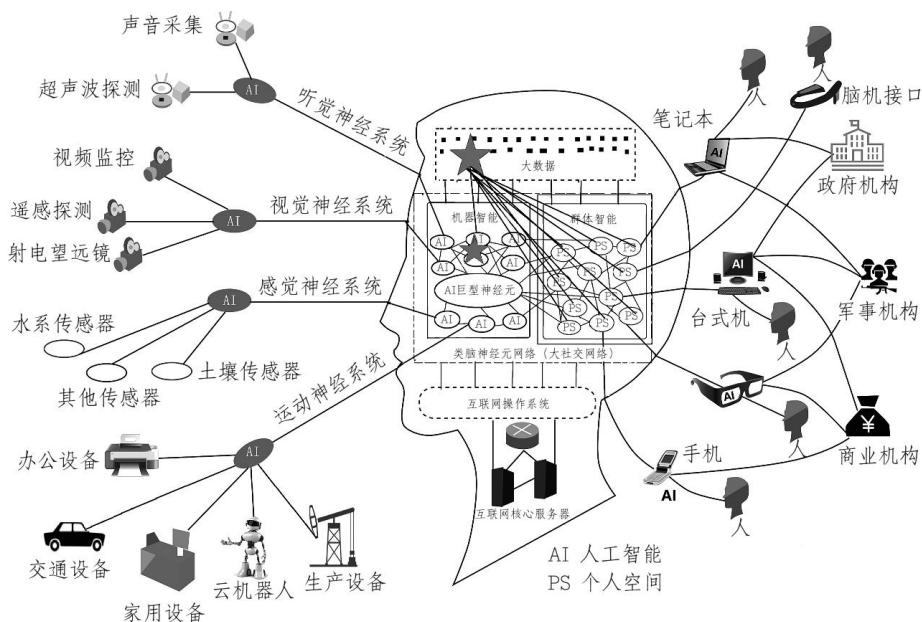 声音采集
AI
超声波探测
听觉神经系统
视频监控
遥感探测
AI
视觉神经系统
射电望远镜
AI
感觉神经系统
水系传感器
土壤传感器
其他传感器
运动神经系统
办公设备
AI
交通设备
家用设备
云机器人
生产设备
大数据
机器智能
群体智能
AI
AI
AI
AI
AI
AI巨型神经元
AI
AI
AI
PS
PS
PS
PS
PS
PS
PS
PS
PS
PS
PS
PS
类脑神经元网络（大社交网络）
互联网操作系统
互联网核心服务器
AI 人工智能
PS 个人空间
人
人
笔记本
AI
脑机接口
政府机构
AI
台式机
军事机构
人
AI
人
¥
商业机构
手机
AI
人